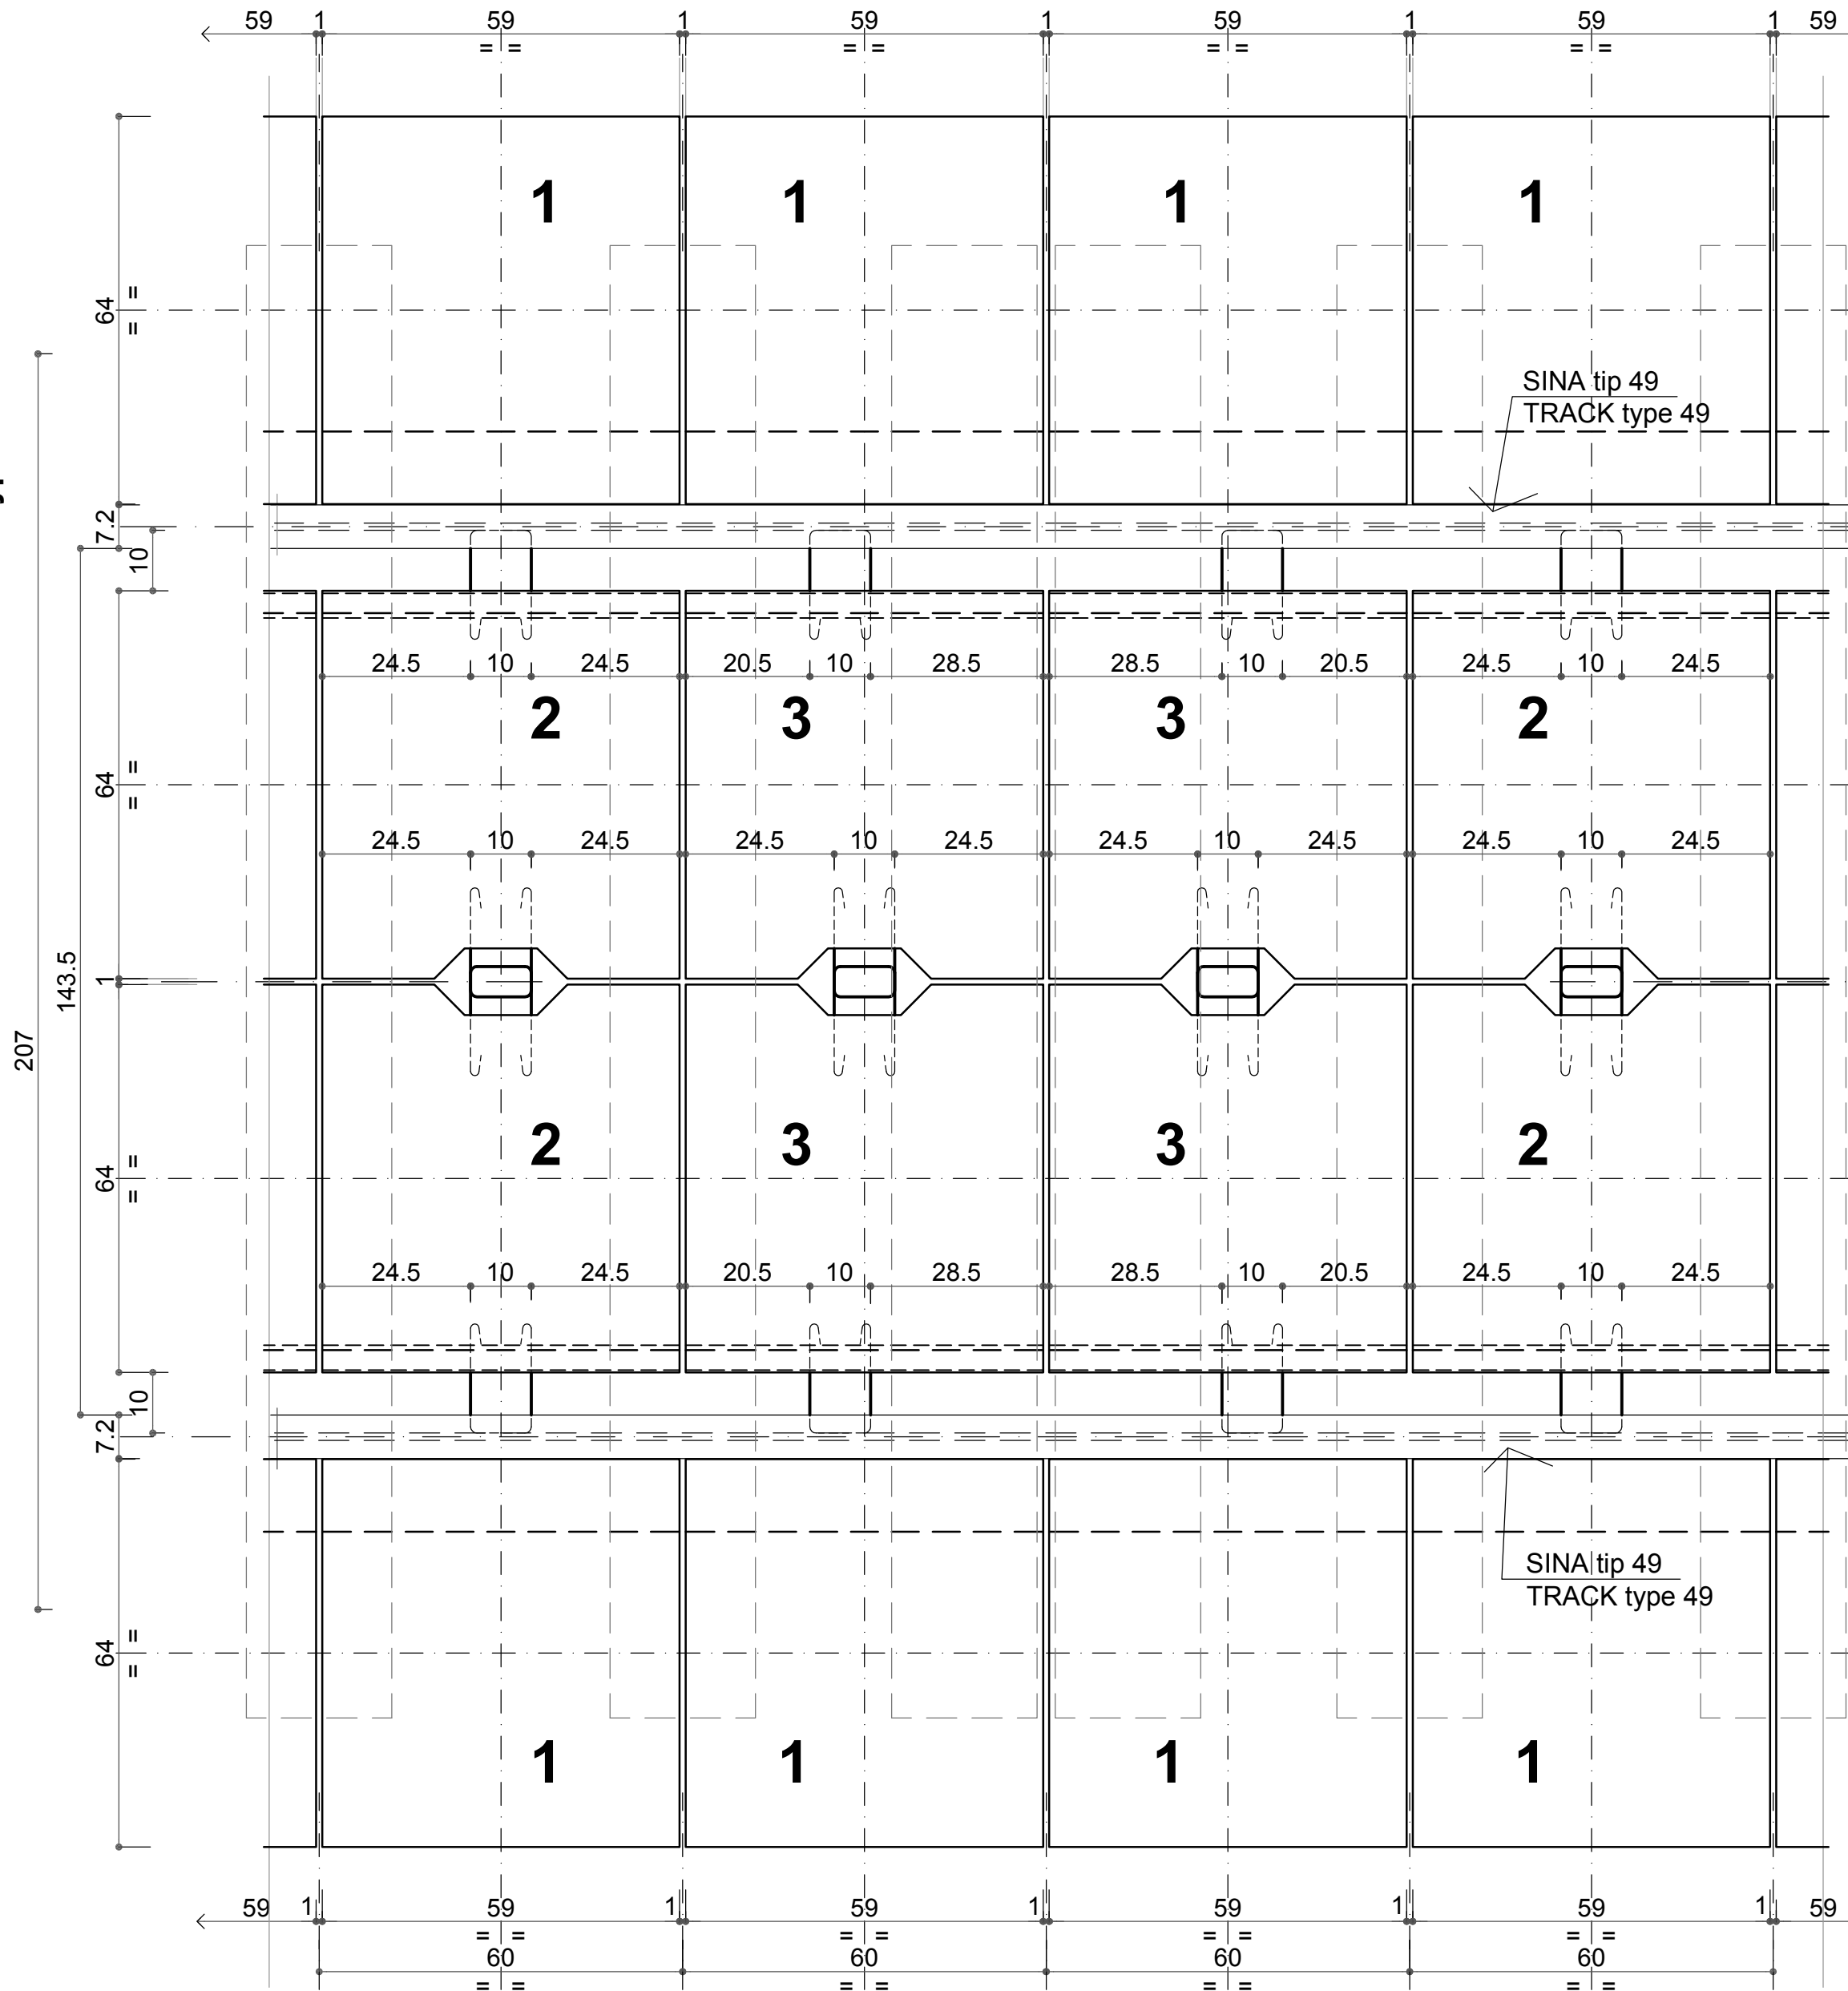 59 1 59 1 59 1 59 1 59 1 59
= = = = = = = =
1 1 1 1
64 = =
SINA tip 49
TRACK type 49
7.2
10
24.5 10 24.5 20.5 10 28.5 28.5 10 20.5 24.5 10 24.5
2 3 3 2
64 = =
24.5 10 24.5 24.5 10 24.5 24.5 10 24.5 24.5 10 24.5
143.5
1
207
2 3 3 2
64 = =
24.5 10 24.5 20.5 10 28.5 28.5 10 20.5 24.5 10 24.5
10
7.2
SINA tip 49
TRACK type 49
64 = =
1 1 1 1
59 1 59 1 59 1 59 1 59 1 59
= = = = = = = =
60 60 60 60
= = = = = = = =